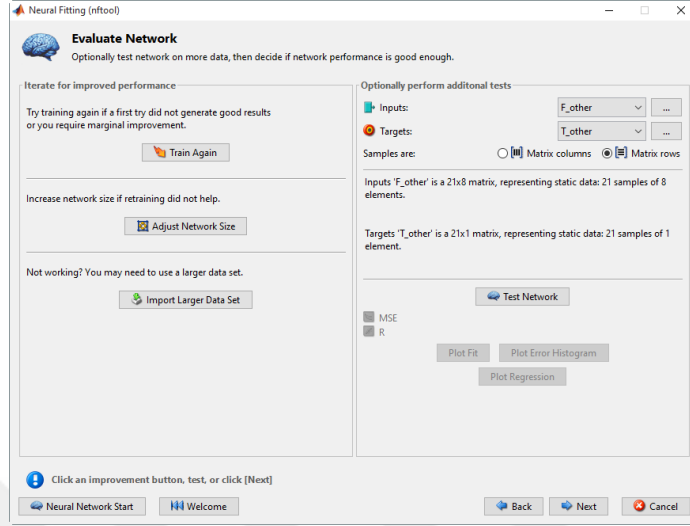 Neural Fitting (nftool)
Evaluate Network
Optionally test network on more data, then decide if network performance is good enough.
Iterate for improved performance
Try training again if a first try did not generate good results
or you require marginal improvement.
Train Again
Increase network size if retraining did not help.
Adjust Network Size
Not working? You may need to use a larger data set.
Import Larger Data Set
Optionally perform additonal tests
Inputs: F_other ...
Targets: T_other ...
Samples are: Matrix columns Matrix rows
Inputs 'F_other' is a 21x8 matrix, representing static data: 21 samples of 8
elements.
Targets 'T_other' is a 21x1 matrix, representing static data: 21 samples of 1
element.
Test Network
MSE
R
Plot Fit Plot Error Histogram
Plot Regression
Click an improvement button, test, or click [Next]
Neural Network Start Welcome Back Next Cancel